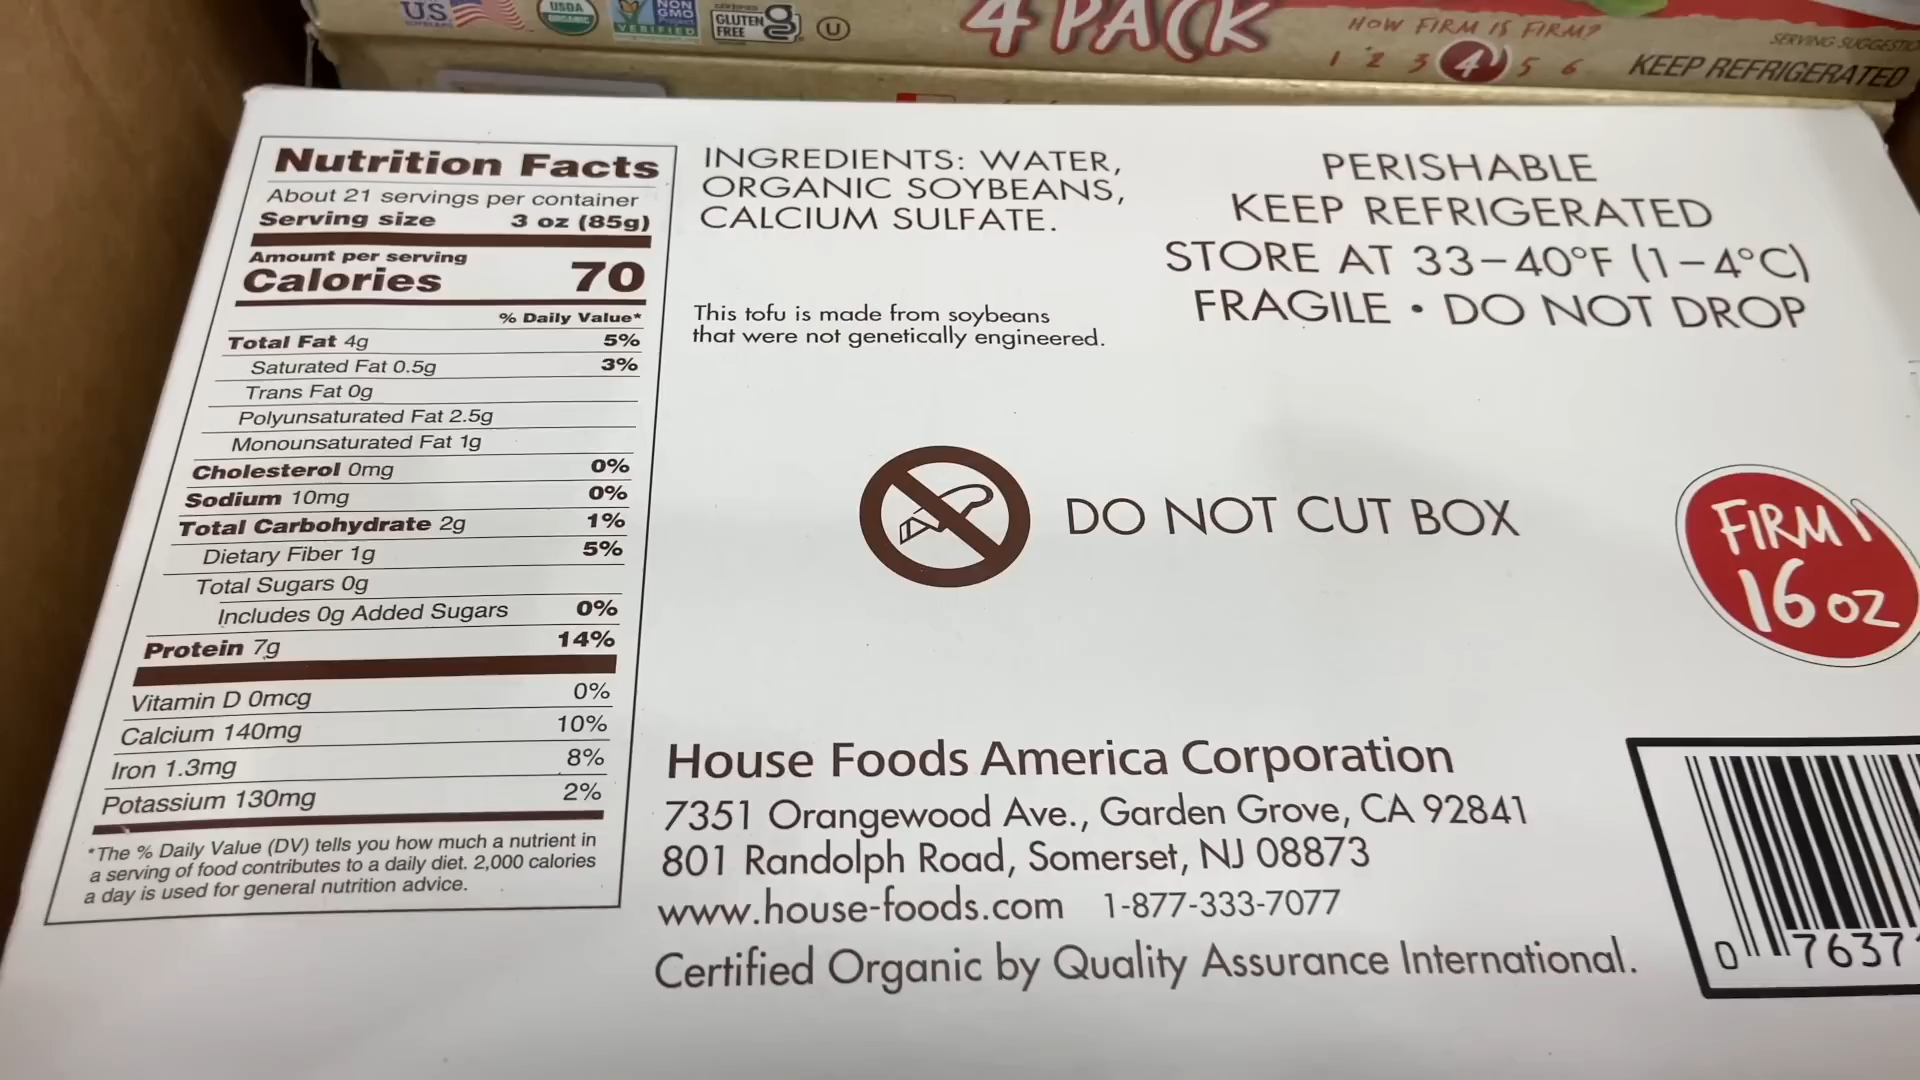 US
USDA
ORGANIC
NON
GMO
VERIFIED
CERTIFIED
GLUTEN
FREE
U
4 PACK
HOW FIRM IS FIRM?
1 2 3 4 5 6
KEEP REFRIGERATED
Nutrition Facts
About 21 servings per container
Serving size 3 oz (85g)
Amount per serving
Calories 70
% Daily Value*
Total Fat 4g 5%
Saturated Fat 0.5g 3%
Trans Fat 0g
Polyunsaturated Fat 2.5g
Monounsaturated Fat 1g
Cholesterol 0mg 0%
Sodium 10mg 0%
Total Carbohydrate 2g 1%
Dietary Fiber 1g 5%
Total Sugars 0g
Includes 0g Added Sugars 0%
Protein 7g 14%
Vitamin D 0mcg 0%
Calcium 140mg 10%
Iron 1.3mg 8%
Potassium 130mg 2%
*The % Daily Value (DV) tells you how much a nutrient in
a serving of food contributes to a daily diet. 2,000 calories
a day is used for general nutrition advice.
INGREDIENTS: WATER,
ORGANIC SOYBEANS,
CALCIUM SULFATE.
This tofu is made from soybeans
that were not genetically engineered.
PERISHABLE
KEEP REFRIGERATED
STORE AT 33–40°F (1–4°C)
FRAGILE • DO NOT DROP
DO NOT CUT BOX
FIRM
16 oz
House Foods America Corporation
7351 Orangewood Ave., Garden Grove, CA 92841
801 Randolph Road, Somerset, NJ 08873
www.house-foods.com 1-877-333-7077
Certified Organic by Quality Assurance International.
0 7637